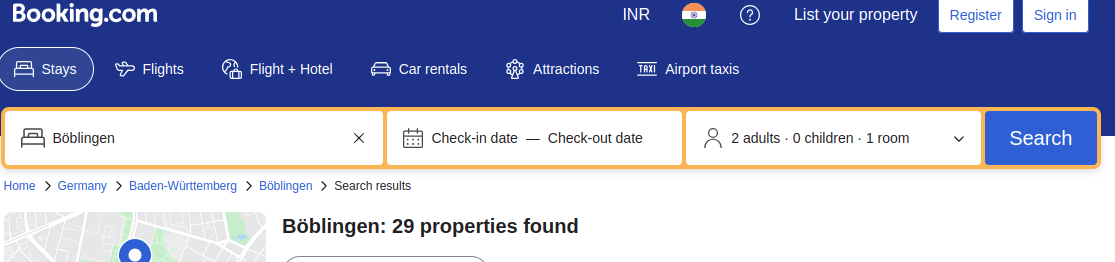 Booking.com INR List your property Register Sign in
Stays Flights Flight + Hotel Car rentals Attractions TAXI Airport taxis
Böblingen Check-in date — Check-out date 2 adults · 0 children · 1 room Search
Home > Germany > Baden-Württemberg > Böblingen > Search results
Böblingen: 29 properties found